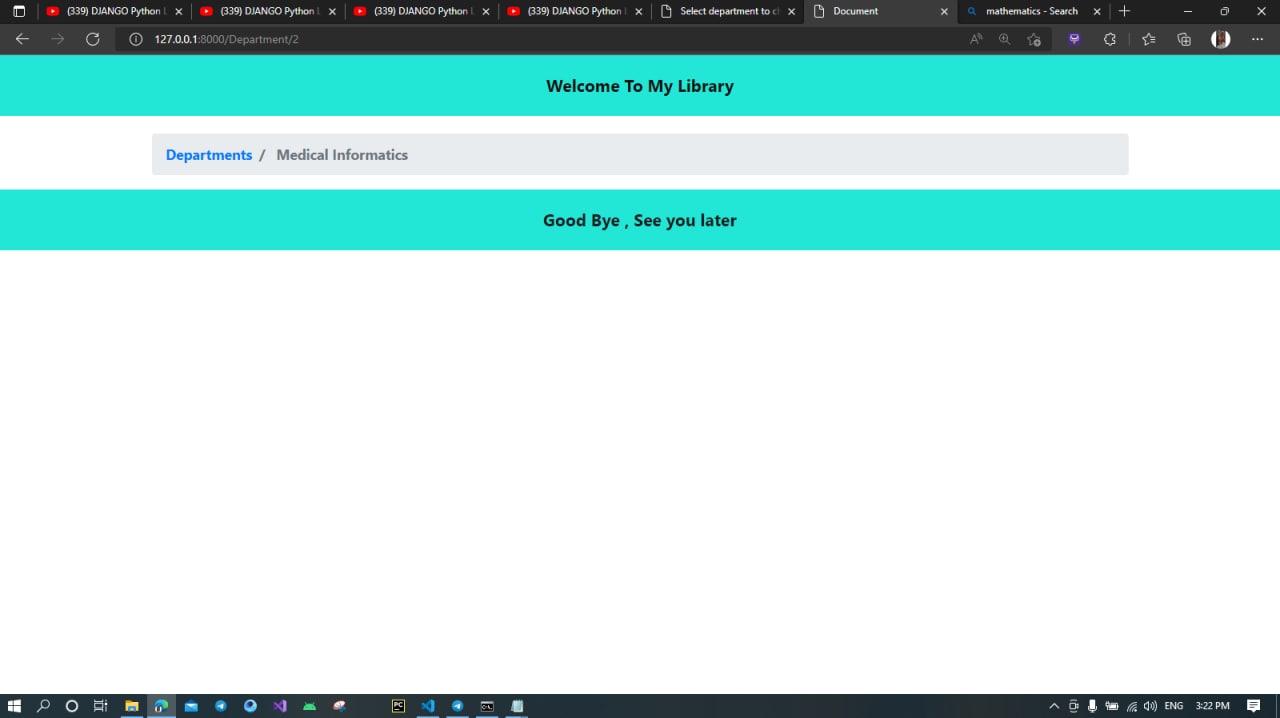 (339) DJANGO Python
(339) DJANGO Python
(339) DJANGO Python
(339) DJANGO Python
Select department to
Document
mathematics - Search
127.0.0.1:8000/Department/2
Welcome To My Library
Departments / Medical Informatics
Good Bye , See you later
PC
ENG
3:22 PM